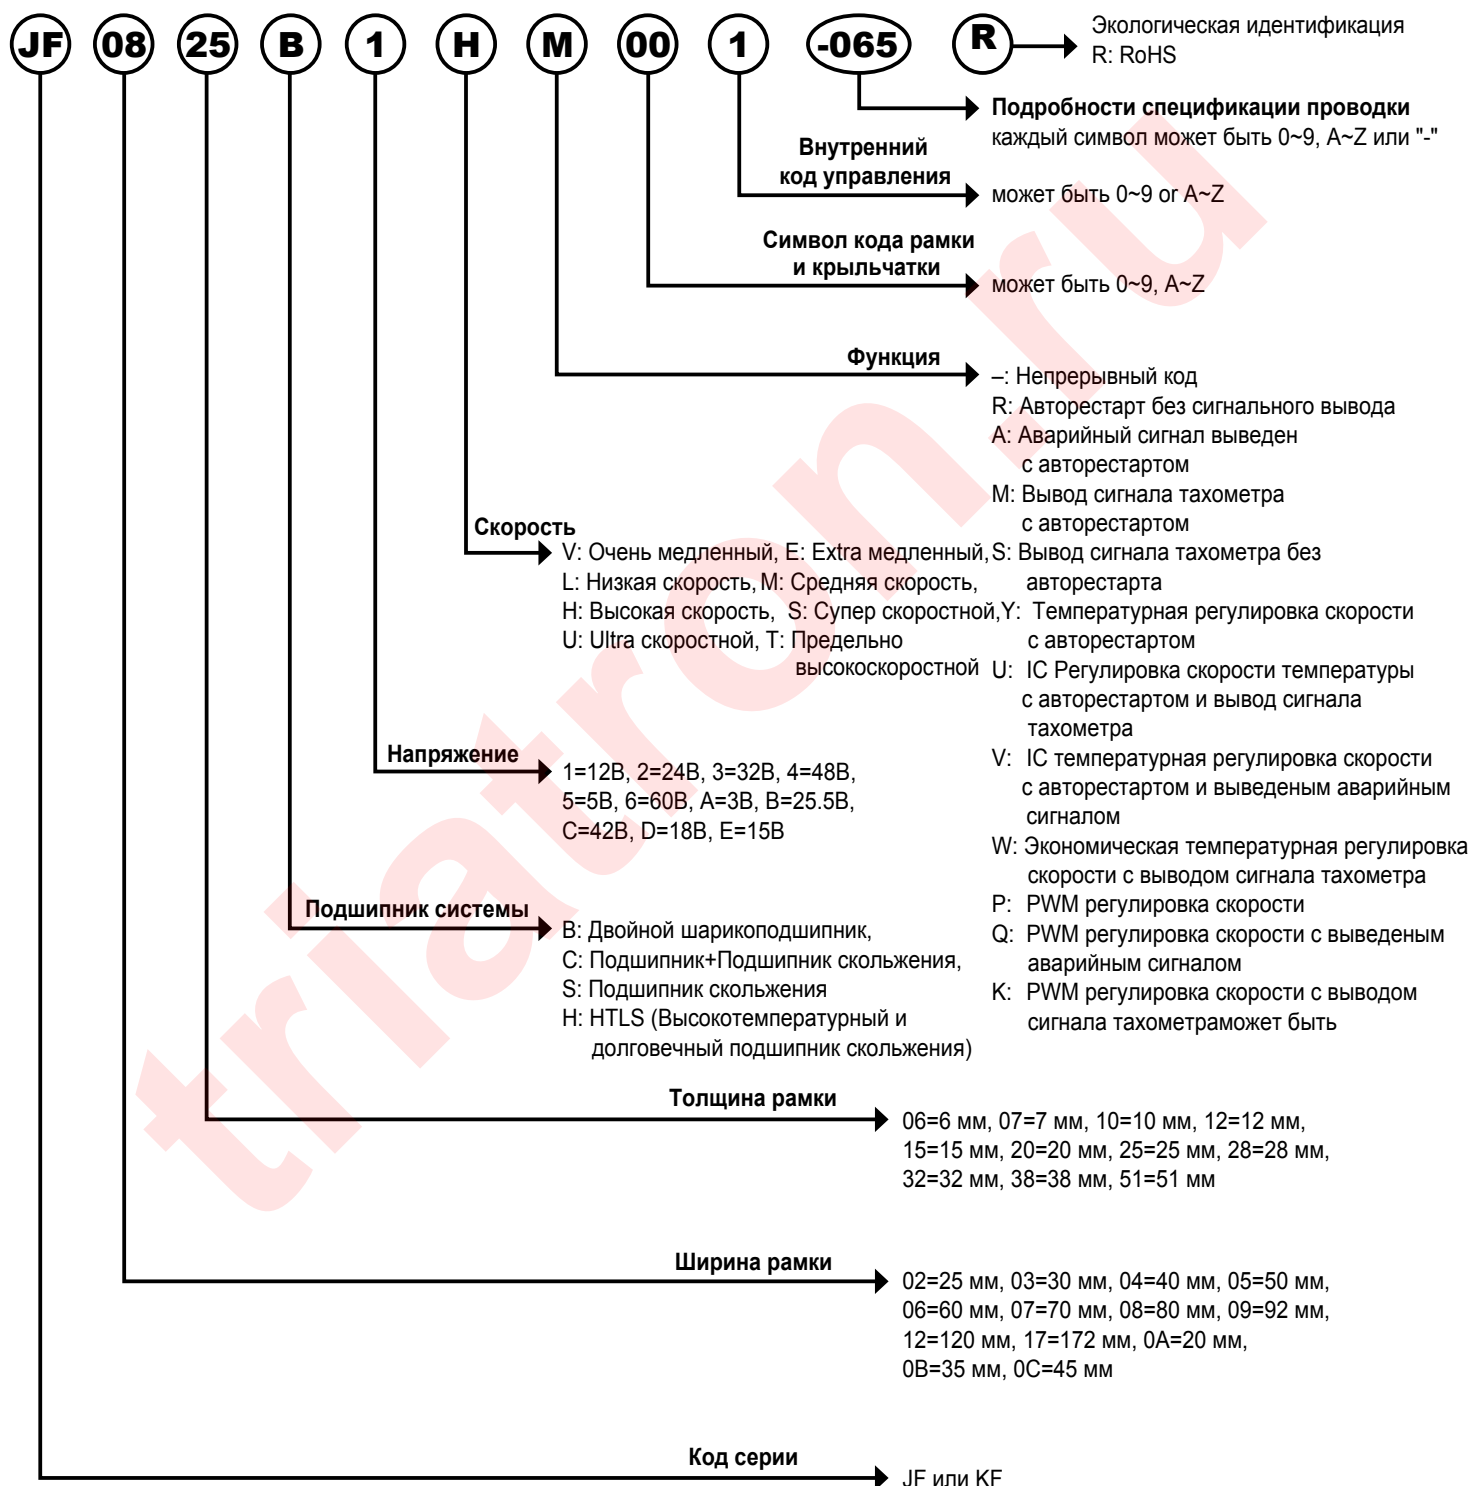 JF 08 25 B 1 H M 00 1 -065 R
Экологическая идентификация
R: RoHS
Подробности спецификации проводки
каждый символ может быть 0~9, A~Z или "-"
Внутренний
код управления
может быть 0~9 or A~Z
Символ кода рамки
и крыльчатки
может быть 0~9, A~Z
Функция
–: Непрерывный код
R: Авторестарт без сигнального вывода
A: Аварийный сигнал выведен
с авторестартом
M: Вывод сигнала тахометра
с авторестартом
S: Вывод сигнала тахометра без
авторестарта
Y: Температурная регулировка скорости
с авторестартом
U: IC Регулировка скорости температуры
с авторестартом и вывод сигнала
тахометра
V: IC температурная регулировка скорости
с авторестартом и выведеным аварийным
сигналом
W: Экономическая температурная регулировка
скорости с выводом сигнала тахометра
P: PWM регулировка скорости
Q: PWM регулировка скорости с выведеным
аварийным сигналом
K: PWM регулировка скорости с выводом
сигнала тахометраможет быть
Скорость
V: Очень медленный, E: Extra медленный,
L: Низкая скорость, M: Средняя скорость,
H: Высокая скорость, S: Супер скоростной,
U: Ultra скоростной, T: Предельно
высокоскоростной
Напряжение
1=12В, 2=24В, 3=32В, 4=48В,
5=5В, 6=60В, A=3В, B=25.5В,
C=42В, D=18В, E=15В
Подшипник системы
B: Двойной шарикоподшипник,
C: Подшипник+Подшипник скольжения,
S: Подшипник скольжения
H: HTLS (Высокотемпературный и
долговечный подшипник скольжения)
Толщина рамки
06=6 мм, 07=7 мм, 10=10 мм, 12=12 мм,
15=15 мм, 20=20 мм, 25=25 мм, 28=28 мм,
32=32 мм, 38=38 мм, 51=51 мм
Ширина рамки
02=25 мм, 03=30 мм, 04=40 мм, 05=50 мм,
06=60 мм, 07=70 мм, 08=80 мм, 09=92 мм,
12=120 мм, 17=172 мм, 0A=20 мм,
0B=35 мм, 0C=45 мм
Код серии
JF или KF
triatron.ru